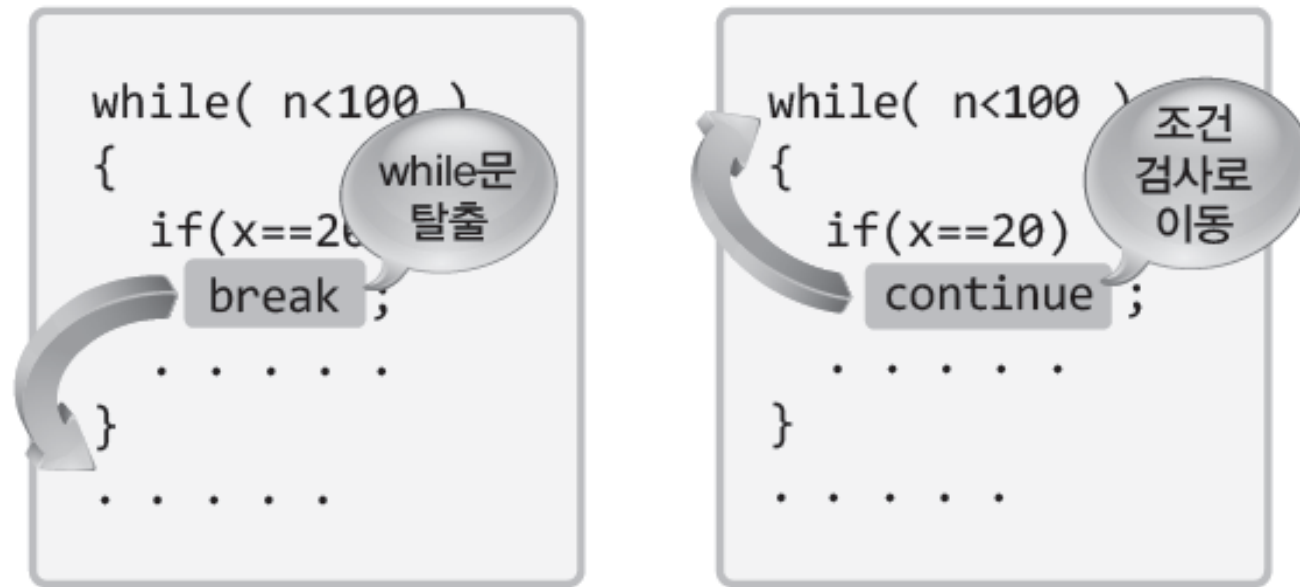 while( n<100 )
{
if(x==20
break ;
. . . . .
}
. . . . .
while문
탈출
while( n<100 )
{
if(x==20)
continue ;
. . . . .
}
. . . . .
조건
검사로
이동